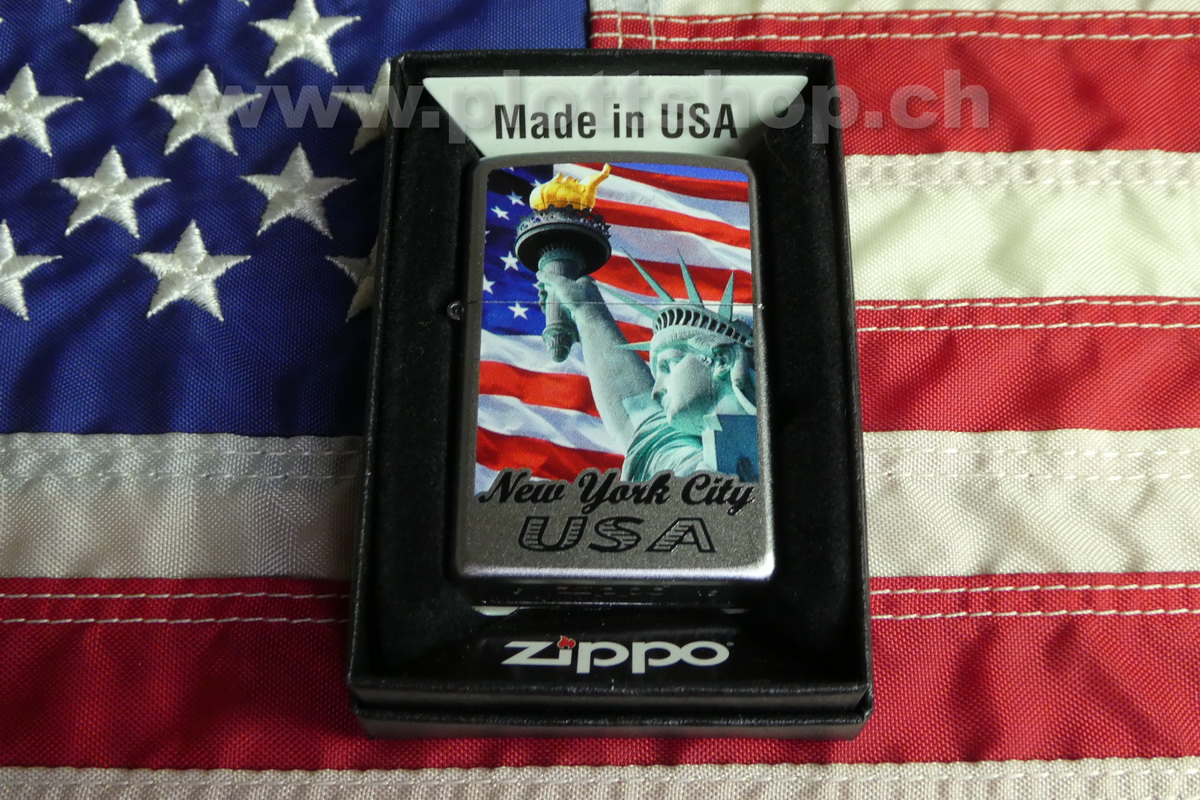 www.plottshop.ch
Made in USA
New York City
USA
zippo